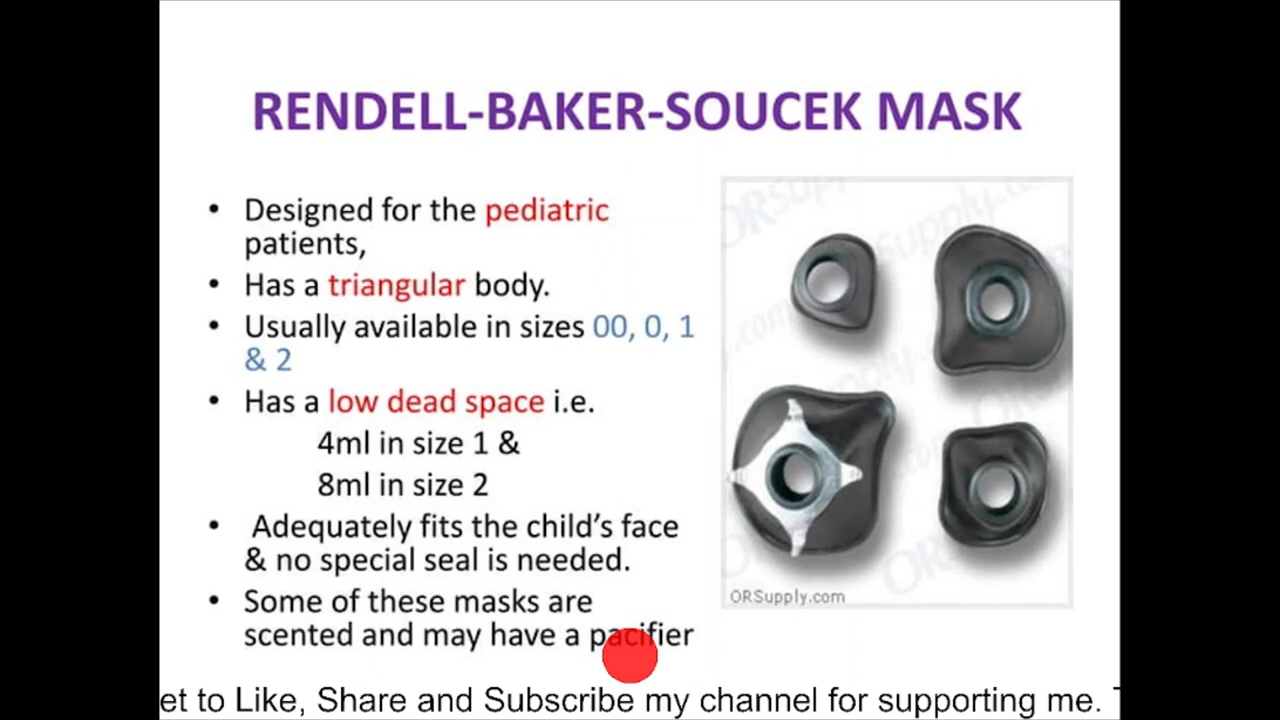 RENDELL-BAKER-SOUCEK MASK
• Designed for the pediatric
patients,
• Has a triangular body.
• Usually available in sizes 00, 0, 1
& 2
• Has a low dead space i.e.
4ml in size 1 &
8ml in size 2
• Adequately fits the child’s face
& no special seal is needed.
• Some of these masks are
scented and may have a pacifier
ORSupply.com
et to Like, Share and Subscribe my channel for supporting me.